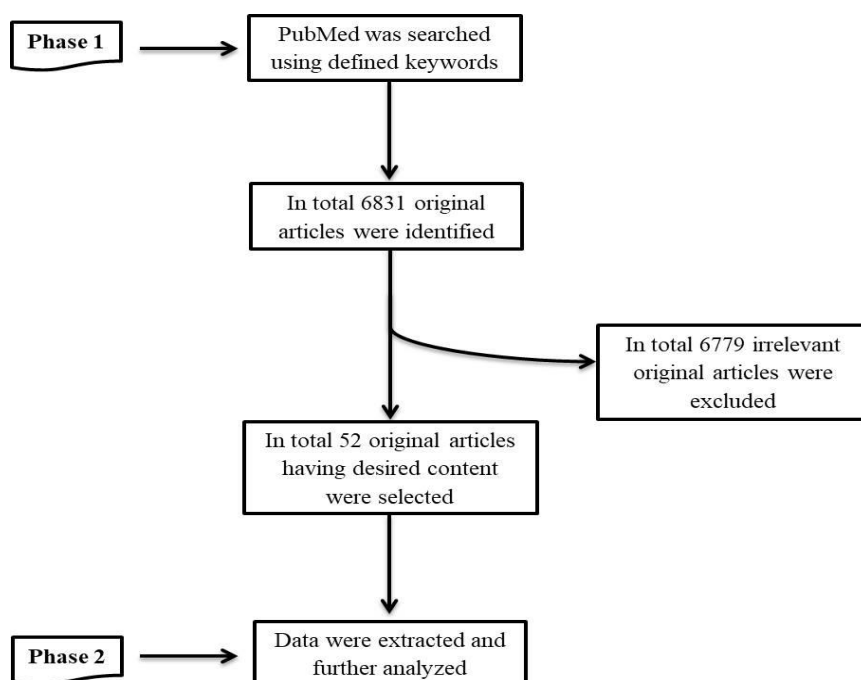 Phase 1
PubMed was searched
using defined keywords
In total 6831 original
articles were identified
In total 6779 irrelevant
original articles were
excluded
In total 52 original articles
having desired content
were selected
Phase 2
Data were extracted and
further analyzed